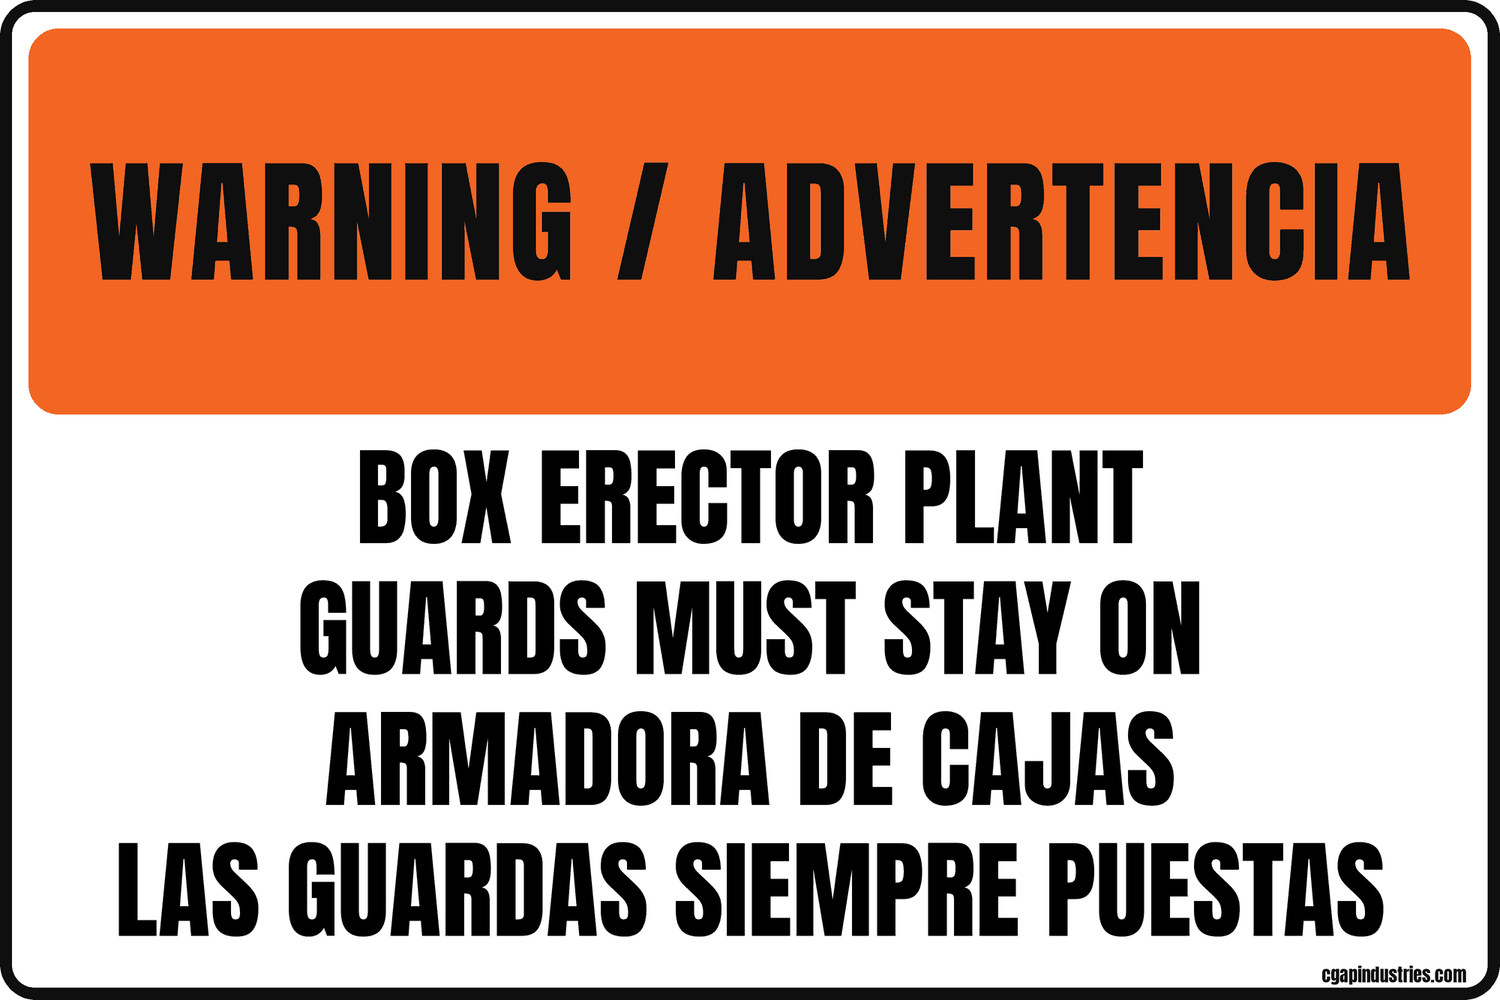 WARNING / ADVERTENCIA
BOX ERECTOR PLANT
GUARDS MUST STAY ON
ARMADORA DE CAJAS
LAS GUARDAS SIEMPRE PUESTAS
cgapindustries.com